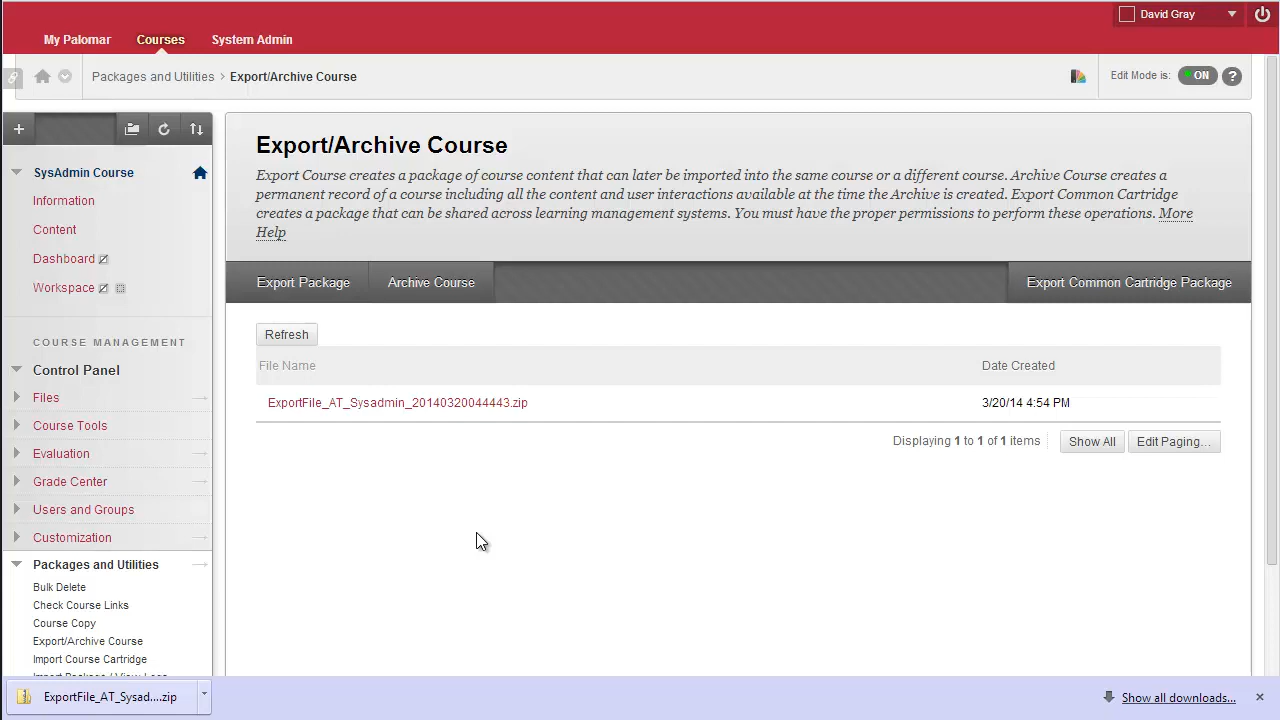 David Gray
My Palomar Courses System Admin
Packages and Utilities > Export/Archive Course
Edit Mode is: ON ?
SysAdmin Course
Information
Content
Dashboard
Workspace
COURSE MANAGEMENT
Control Panel
Files
Course Tools
Evaluation
Grade Center
Users and Groups
Customization
Packages and Utilities
Bulk Delete
Check Course Links
Course Copy
Export/Archive Course
Import Course Cartridge
Export/Archive Course
Export Course creates a package of course content that can later be imported into the same course or a different course. Archive Course creates a
permanent record of a course including all the content and user interactions available at the time the Archive is created. Export Common Cartridge
creates a package that can be shared across learning management systems. You must have the proper permissions to perform these operations. More
Help
Export Package Archive Course Export Common Cartridge Package
Refresh
File Name Date Created
ExportFile_AT_Sysadmin_20140320044443.zip 3/20/14 4:54 PM
Displaying 1 to 1 of 1 items Show All Edit Paging...
ExportFile_AT_Sysad....zip
Show all downloads...